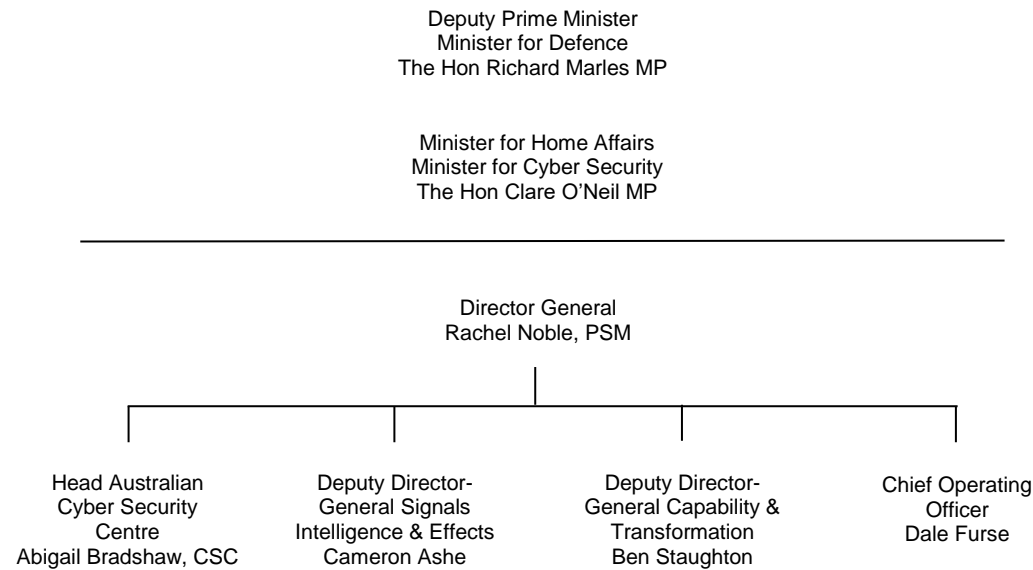 Deputy Prime Minister
Minister for Defence
The Hon Richard Marles MP
Minister for Home Affairs
Minister for Cyber Security
The Hon Clare O’Neil MP
Director General
Rachel Noble, PSM
Head Australian
Cyber Security
Centre
Abigail Bradshaw, CSC
Deputy Director-
General Signals
Intelligence & Effects
Cameron Ashe
Deputy Director-
General Capability &
Transformation
Ben Staughton
Chief Operating
Officer
Dale Furse